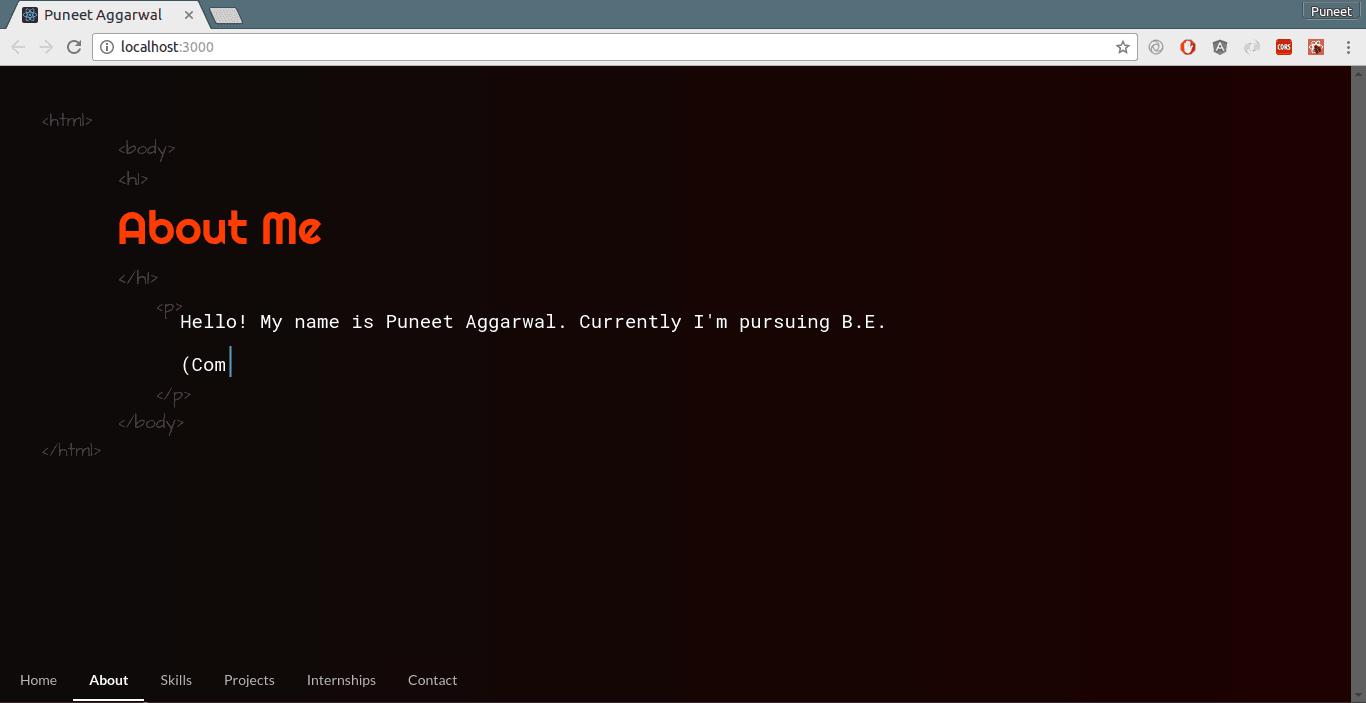 Puneet Aggarwal
Puneet
localhost:3000
CORS
<html>
<body>
<h1>
About Me
</h1>
<p>
Hello! My name is Puneet Aggarwal. Currently I'm pursuing B.E.
(Com
</p>
</body>
</html>
Home About Skills Projects Internships Contact